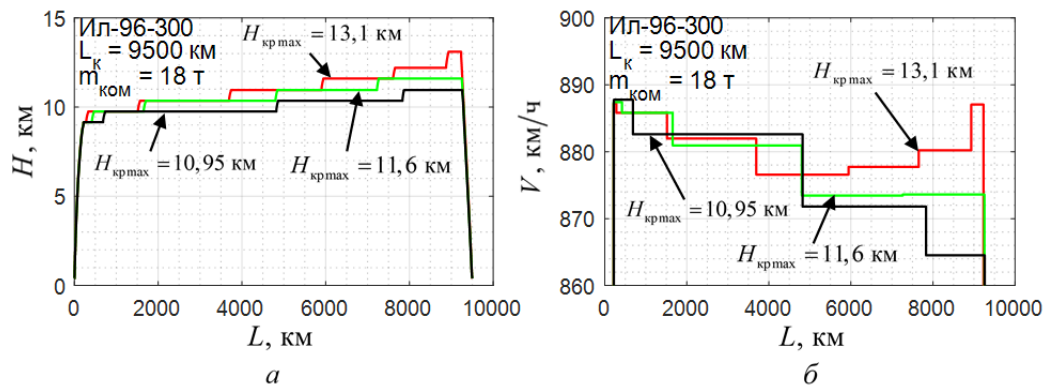 15
10
5
0
H, км
Ил-96-300
Lк = 9500 км
mком = 18 т
Hкр max = 13,1 км
Hкр max = 10,95 км
Hкр max = 11,6 км
0 2000 4000 6000 8000 10000
L, км
а
900
890
880
870
860
V, км/ч
Ил-96-300
Lк = 9500 км
mком = 18 т
Hкр max = 13,1 км
Hкр max = 10,95 км
Hкр max = 11,6 км
0 2000 4000 6000 8000 10000
L, км
б